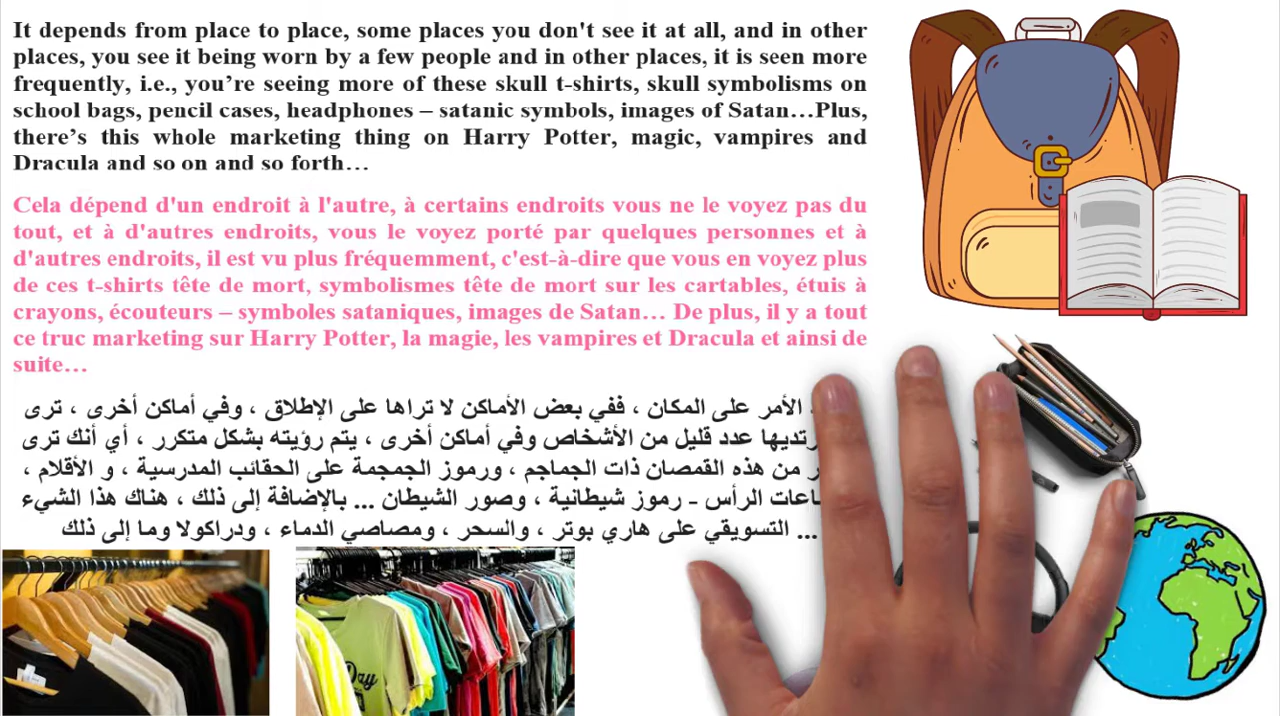 It depends from place to place, some places you don't see it at all, and in other
places, you see it being worn by a few people and in other places, it is seen more
frequently, i.e., you’re seeing more of these skull t-shirts, skull symbolisms on
school bags, pencil cases, headphones – satanic symbols, images of Satan…Plus,
there’s this whole marketing thing on Harry Potter, magic, vampires and
Dracula and so on and so forth…
Cela dépend d'un endroit à l'autre, à certains endroits vous ne le voyez pas du
tout, et à d'autres endroits, vous le voyez porté par quelques personnes et à
d'autres endroits, il est vu plus fréquemment, c'est-à-dire que vous en voyez plus
de ces t-shirts tête de mort, symbolismes tête de mort sur les cartables, étuis à
crayons, écouteurs – symboles sataniques, images de Satan… De plus, il y a tout
ce truc marketing sur Harry Potter, la magie, les vampires et Dracula et ainsi de
suite…
الأمر على المكان ، ففي بعض الأماكن لا تراها على الإطلاق ، وفي أماكن أخرى ، ترى
عدد قليل من الأشخاص وفي أماكن أخرى ، يتم رؤيته بشكل متكرر ، أي أنك ترى
من هذه القمصان ذات الجماجم ، ورموز الجمجمة على الحقائب المدرسية ، و الأقلام ،
الرأس - رموز شيطانية ، وصور الشيطان ... بالإضافة إلى ذلك ، هناك هذا الشيء
التسويقي على هاري بوتر ، والسحر ، ومصاصي الدماء ، ودراكولا وما إلى ذلك ...
Day